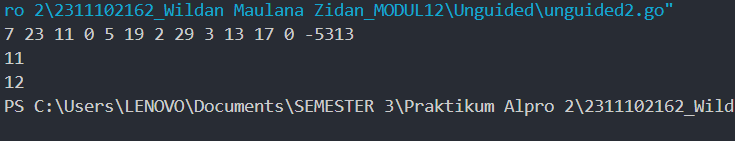 ro 2\2311102162_Wildan Maulana Zidan_MODUL12\Unguided\unguided2.go"
7 23 11 0 5 19 2 29 3 13 17 0 -5313
11
12
PS C:\Users\LENOVO\Documents\SEMESTER 3\Praktikum Alpro 2\2311102162_Wild